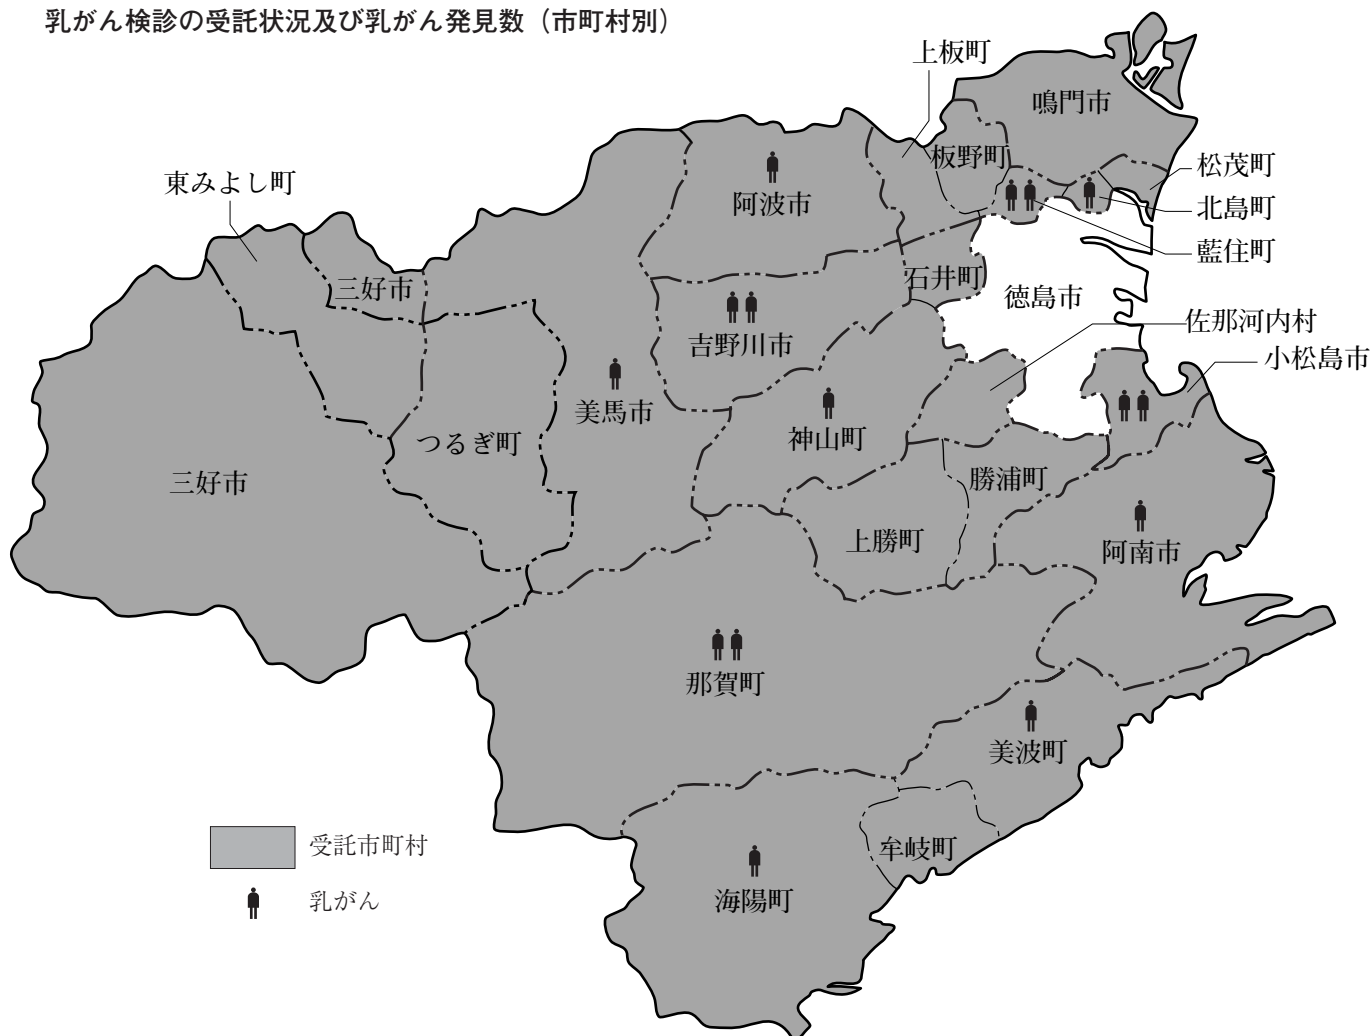 乳がん検診の受託状況及び乳がん発見数（市町村別）
上板町
鳴門市
板野町
松茂町
東みよし町
阿波市
北島町
藍住町
三好市
石井町
徳島市
佐那河内村
吉野川市
小松島市
美馬市
神山町
つるぎ町
三好市
勝浦町
上勝町
阿南市
那賀町
美波町
受託市町村
牟岐町
乳がん
海陽町